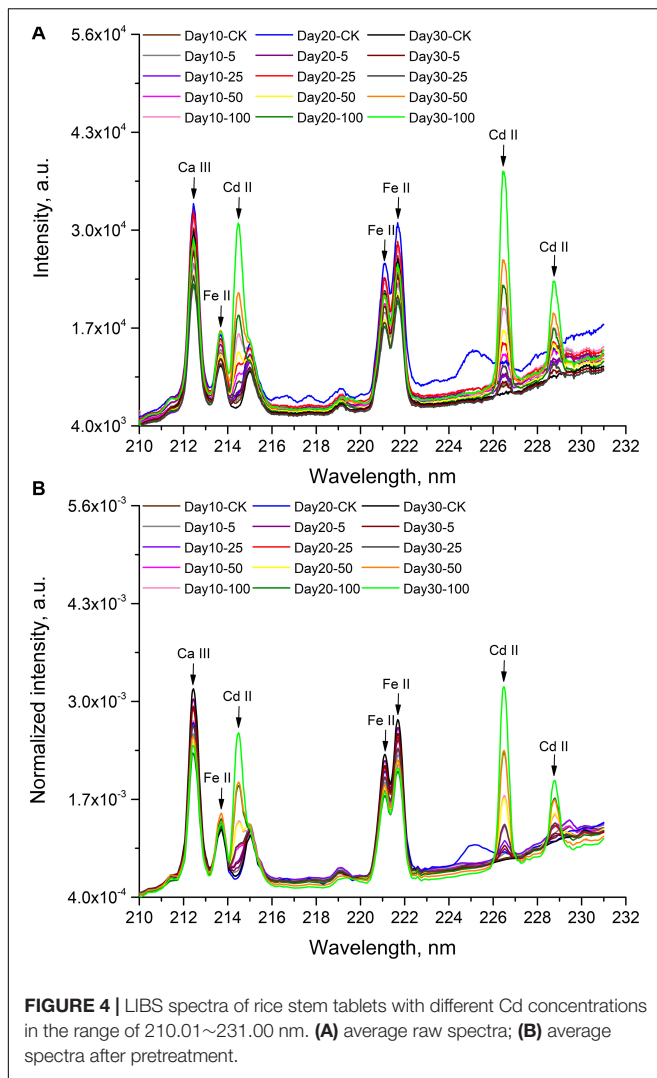 A
5.6x10⁴
4.3x10⁴
3.0x10⁴
1.7x10⁴
4.0x10³
Intensity, a.u.
Day10-CK Day20-CK Day30-CK
Day10-5 Day20-5 Day30-5
Day10-25 Day20-25 Day30-25
Day10-50 Day20-50 Day30-50
Day10-100 Day20-100 Day30-100
Ca III
Fe II
Cd II
Fe II
Fe II
Cd II
Cd II
210 212 214 216 218 220 222 224 226 228 230 232
Wavelength, nm
B
5.6x10⁻³
4.3x10⁻³
3.0x10⁻³
1.7x10⁻³
4.0x10⁻⁴
Normalized intensity, a.u.
Day10-CK Day20-CK Day30-CK
Day10-5 Day20-5 Day30-5
Day10-25 Day20-25 Day30-25
Day10-50 Day20-50 Day30-50
Day10-100 Day20-100 Day30-100
Ca III
Fe II
Cd II
Fe II
Fe II
Cd II
Cd II
210 212 214 216 218 220 222 224 226 228 230 232
Wavelength, nm
FIGURE 4 | LIBS spectra of rice stem tablets with different Cd concentrations
in the range of 210.01~231.00 nm. (A) average raw spectra; (B) average
spectra after pretreatment.